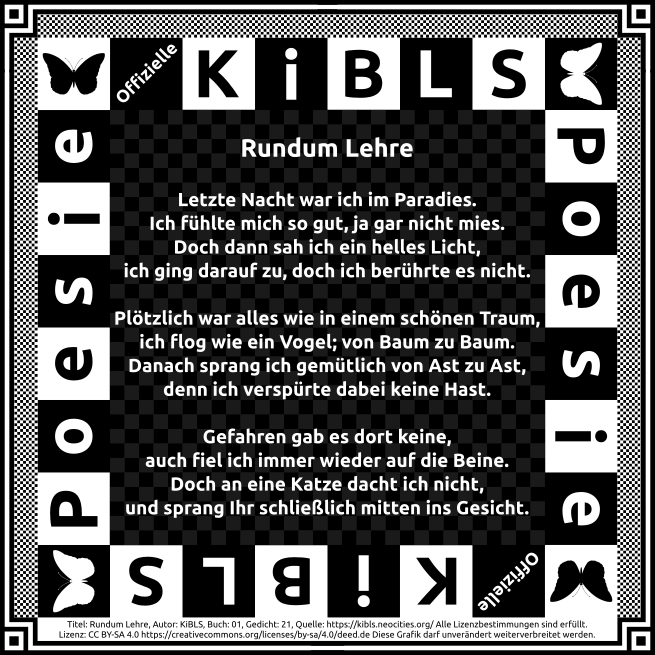 Offizielle KiBLS
Poesie
Poesie
Rundum Lehre
Letzte Nacht war ich im Paradies.
Ich fühlte mich so gut, ja gar nicht mies.
Doch dann sah ich ein helles Licht,
ich ging darauf zu, doch ich berührte es nicht.
Plötzlich war alles wie in einem schönen Traum,
ich flog wie ein Vogel; von Baum zu Baum.
Danach sprang ich gemütlich von Ast zu Ast,
denn ich verspürte dabei keine Hast.
Gefahren gab es dort keine,
auch fiel ich immer wieder auf die Beine.
Doch an eine Katze dacht ich nicht,
und sprang Ihr schließlich mitten ins Gesicht.
Offizielle KiBLS
Titel: Rundum Lehre, Autor: KiBLS, Buch: 01, Gedicht: 21, Quelle: https://kibls.neocities.org/ Alle Lizenzbestimmungen sind erfüllt.
Lizenz: CC BY-SA 4.0 https://creativecommons.org/licenses/by-sa/4.0/deed.de Diese Grafik darf unverändert weiterverbreitet werden.